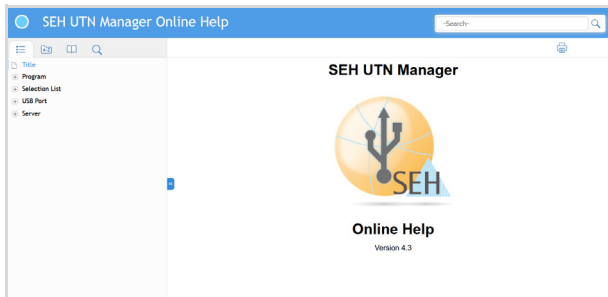 SEH UTN Manager Online Help
-Search-
A-Z
Title
Program
Selection List
USB Port
Server
SEH UTN Manager
SEH
Online Help
Version 4.3